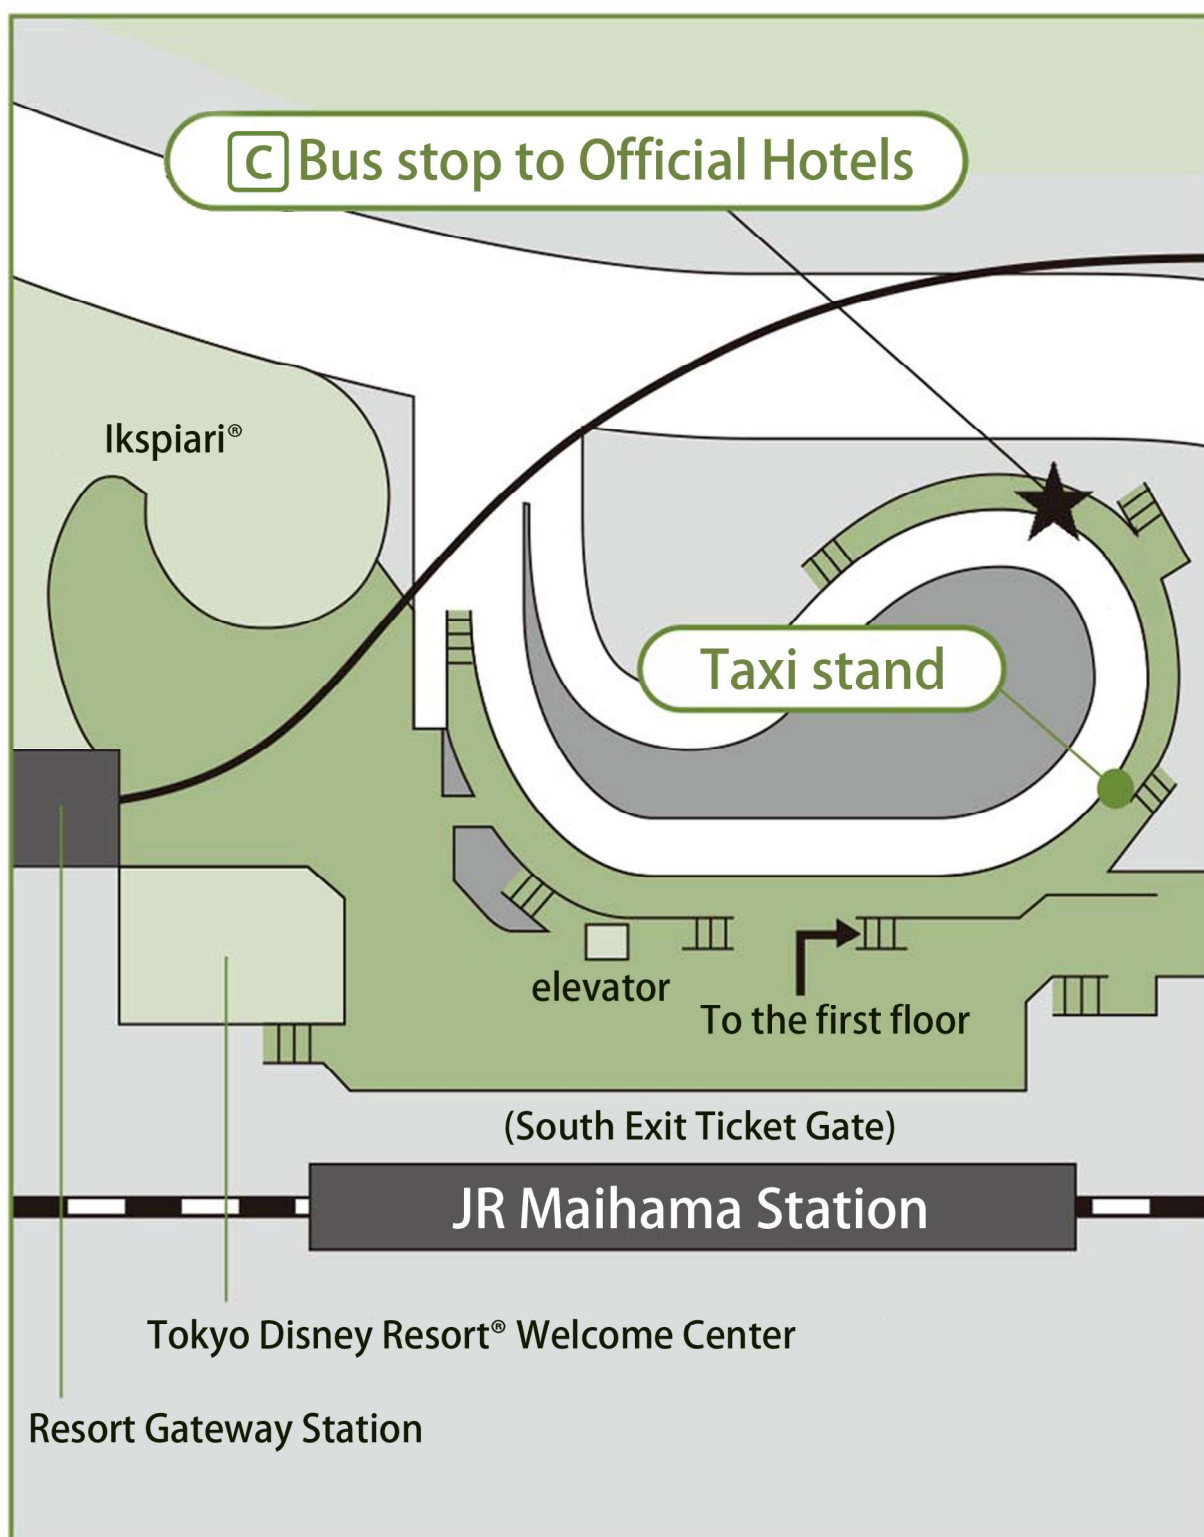 C Bus stop to Official Hotels
Ikspiari®
Taxi stand
elevator
To the first floor
(South Exit Ticket Gate)
JR Maihama Station
Tokyo Disney Resort® Welcome Center
Resort Gateway Station